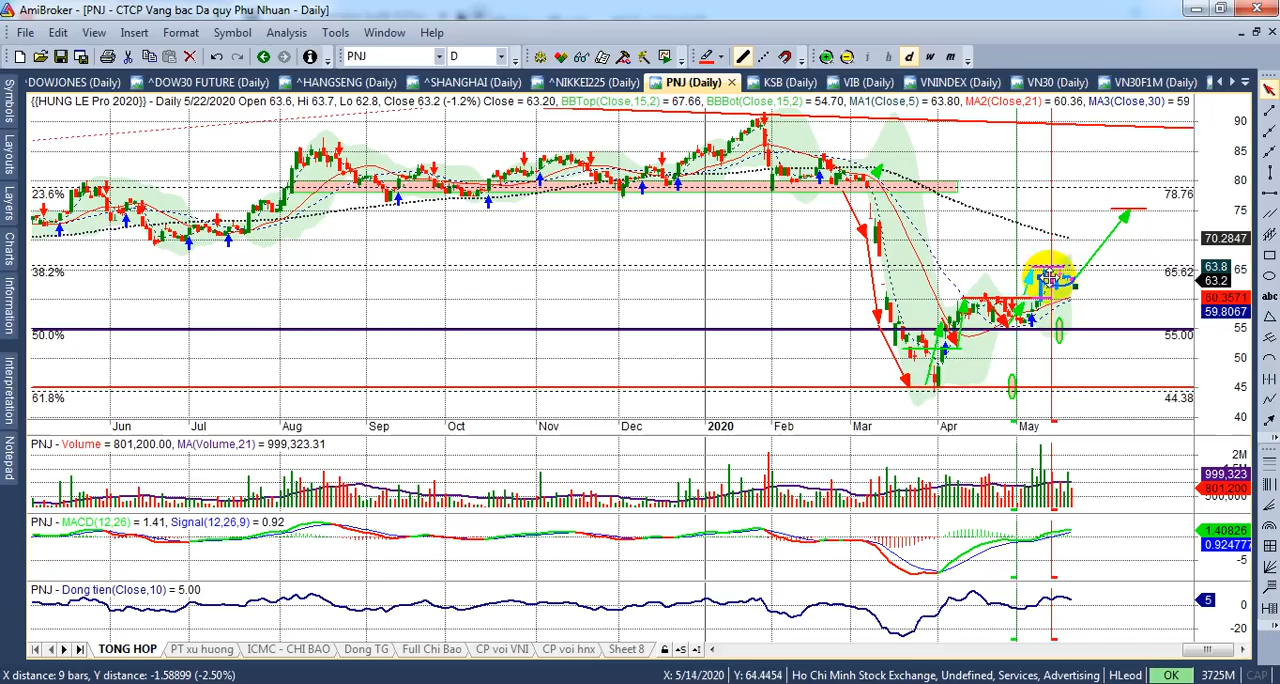 AmiBroker - [PNJ - CTCP Vang bac Da quy Phu Nhuan - Daily]
File Edit View Insert Format Symbol Analysis Tools Window Help
PNJ D i h d w m
^DOWJONES (Daily) ^DOW30 FUTURE (Daily) ^HANGSENG (Daily) ^SHANGHAI (Daily) ^NIKKEI225 (Daily) PNJ (Daily) KSB (Daily) VIB (Daily) VNINDEX (Daily) VN30 (Daily) VN30F1M (Daily)
{{HUNG LE Pro 2020}} - Daily 5/22/2020 Open 63.6, Hi 63.7, Lo 62.8, Close 63.2 (-1.2%) Close = 63.20, BBTop(Close,15,2) = 67.66, BBBot(Close,15,2) = 54.70, MA1(Close,5) = 63.80, MA2(Close,21) = 60.36, MA3(Close,30) = 59
Symbols
Layouts
Layers
Charts
Information
Interpretation
Notepad
abc
90
85
80
23.6% 78.76
75
70.2847
65
63.8
38.2% 65.62
63.2
60.3571
59.8067
55
50.0% 55.00
50
45
61.8% 44.38
40
Jun Jul Aug Sep Oct Nov Dec 2020 Feb Mar Apr May
PNJ - Volume = 801,200.00, MA(Volume,21) = 999,323.31
2M
999,323
801,200
PNJ - MACD(12,26) = 1.41, Signal(12,26,9) = 0.92
1.40826
0.924777
-5
PNJ - Dong tien(Close,10) = 5.00
5
0
-20
TONG HOP PT xu huong ICMC - CHI BAO Dong TG Full Chi Bao CP voi VNI CP voi hnx Sheet 8
X distance: 9 bars, Y distance: -1.58899 (-2.50%) X: 5/14/2020 Y: 64.4454 Ho Chi Minh Stock Exchange, Undefined, Services, Advertising HLeod OK 3725M CAP